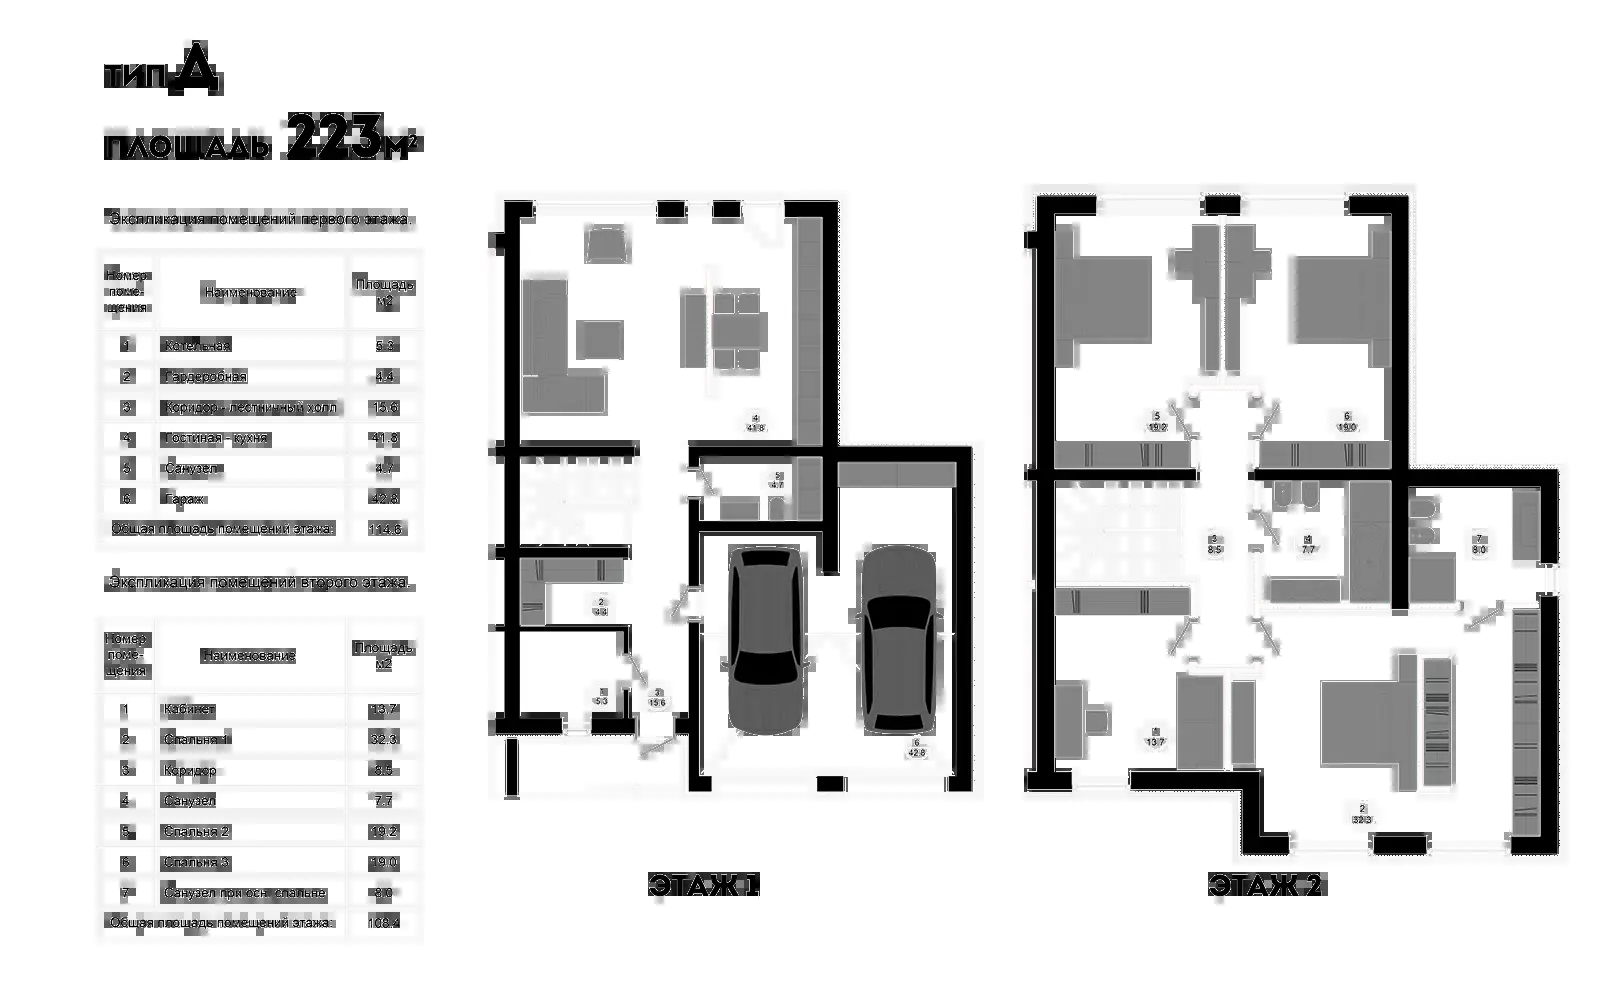 тип Д
площадь 223м²
Экспликация помещений первого этажа.
Номер поме- щения Наименование Площадь м2
1 Котельная 5.3
2 Гардеробная 4.4
3 Коридор - лестничный холл 15.6
4 Гостиная - кухня 41.8
5 Санузел 4.7
6 Гараж 42.8
Общая площадь помещений этажа: 114.6
Экспликация помещений второго этажа.
Номер поме- щения Наименование Площадь м2
1 Кабинет 13.7
2 Спальня 1 32.3
3 Коридор 8.5
4 Санузел 7.7
5 Спальня 2 19.2
6 Спальня 3 19.0
7 Санузел при осн. спальне 8.0
Общая площадь помещений этажа: 108.4
4
41.8
5
4.7
2
4.4
1
5.3
3
15.6
6
42.8
ЭТАЖ 1
5
19.2
6
19.0
3
8.5
4
7.7
7
8.0
1
13.7
2
32.3
ЭТАЖ 2